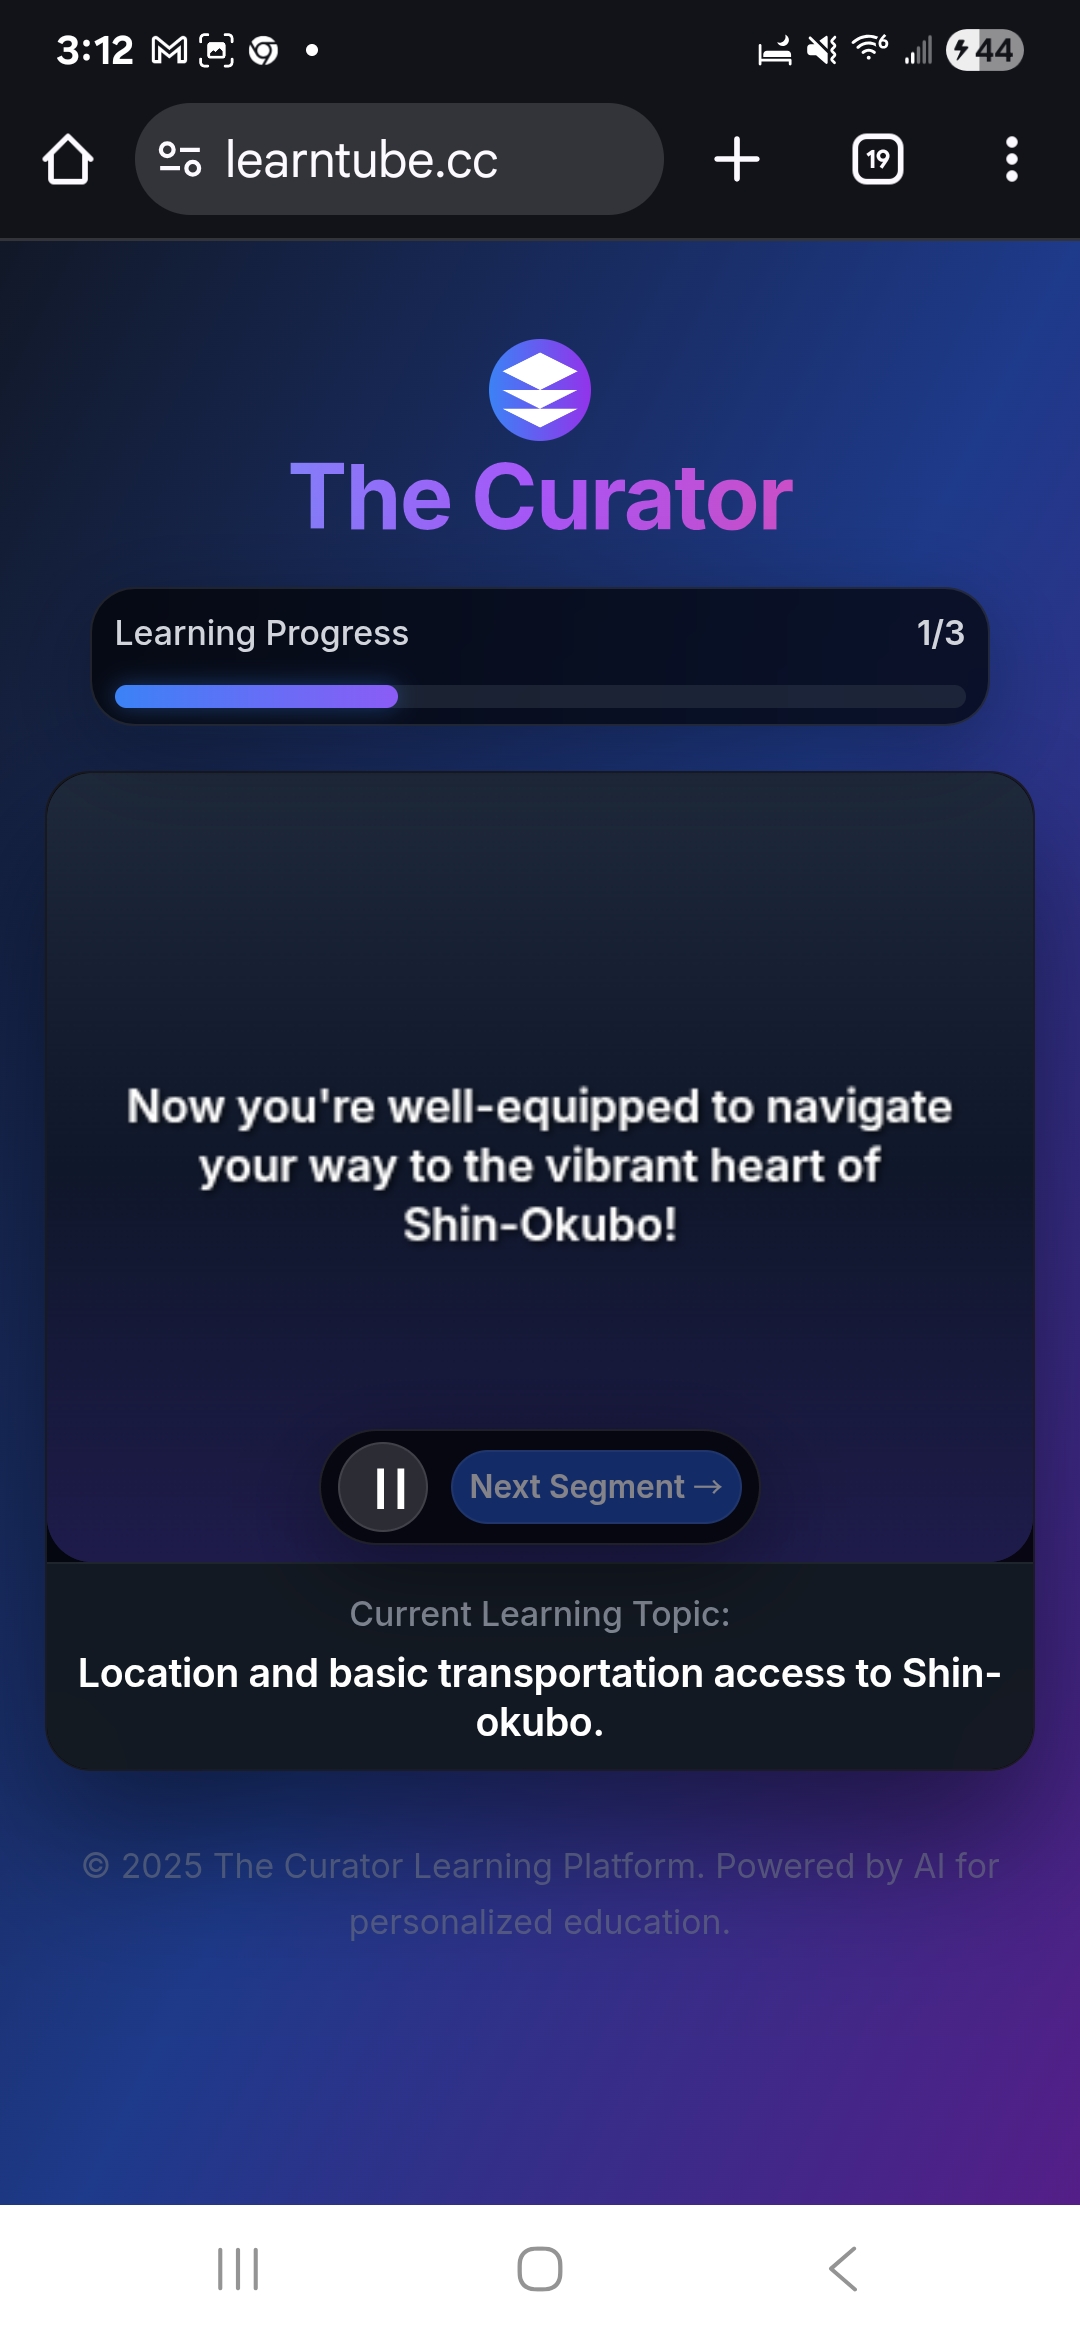 3:12
6
44
learntube.cc
19
The Curator
Learning Progress
1/3
Now you're well-equipped to navigate
your way to the vibrant heart of
Shin-Okubo!
Next Segment →
Current Learning Topic:
Location and basic transportation access to Shin-
okubo.
© 2025 The Curator Learning Platform. Powered by AI for
personalized education.